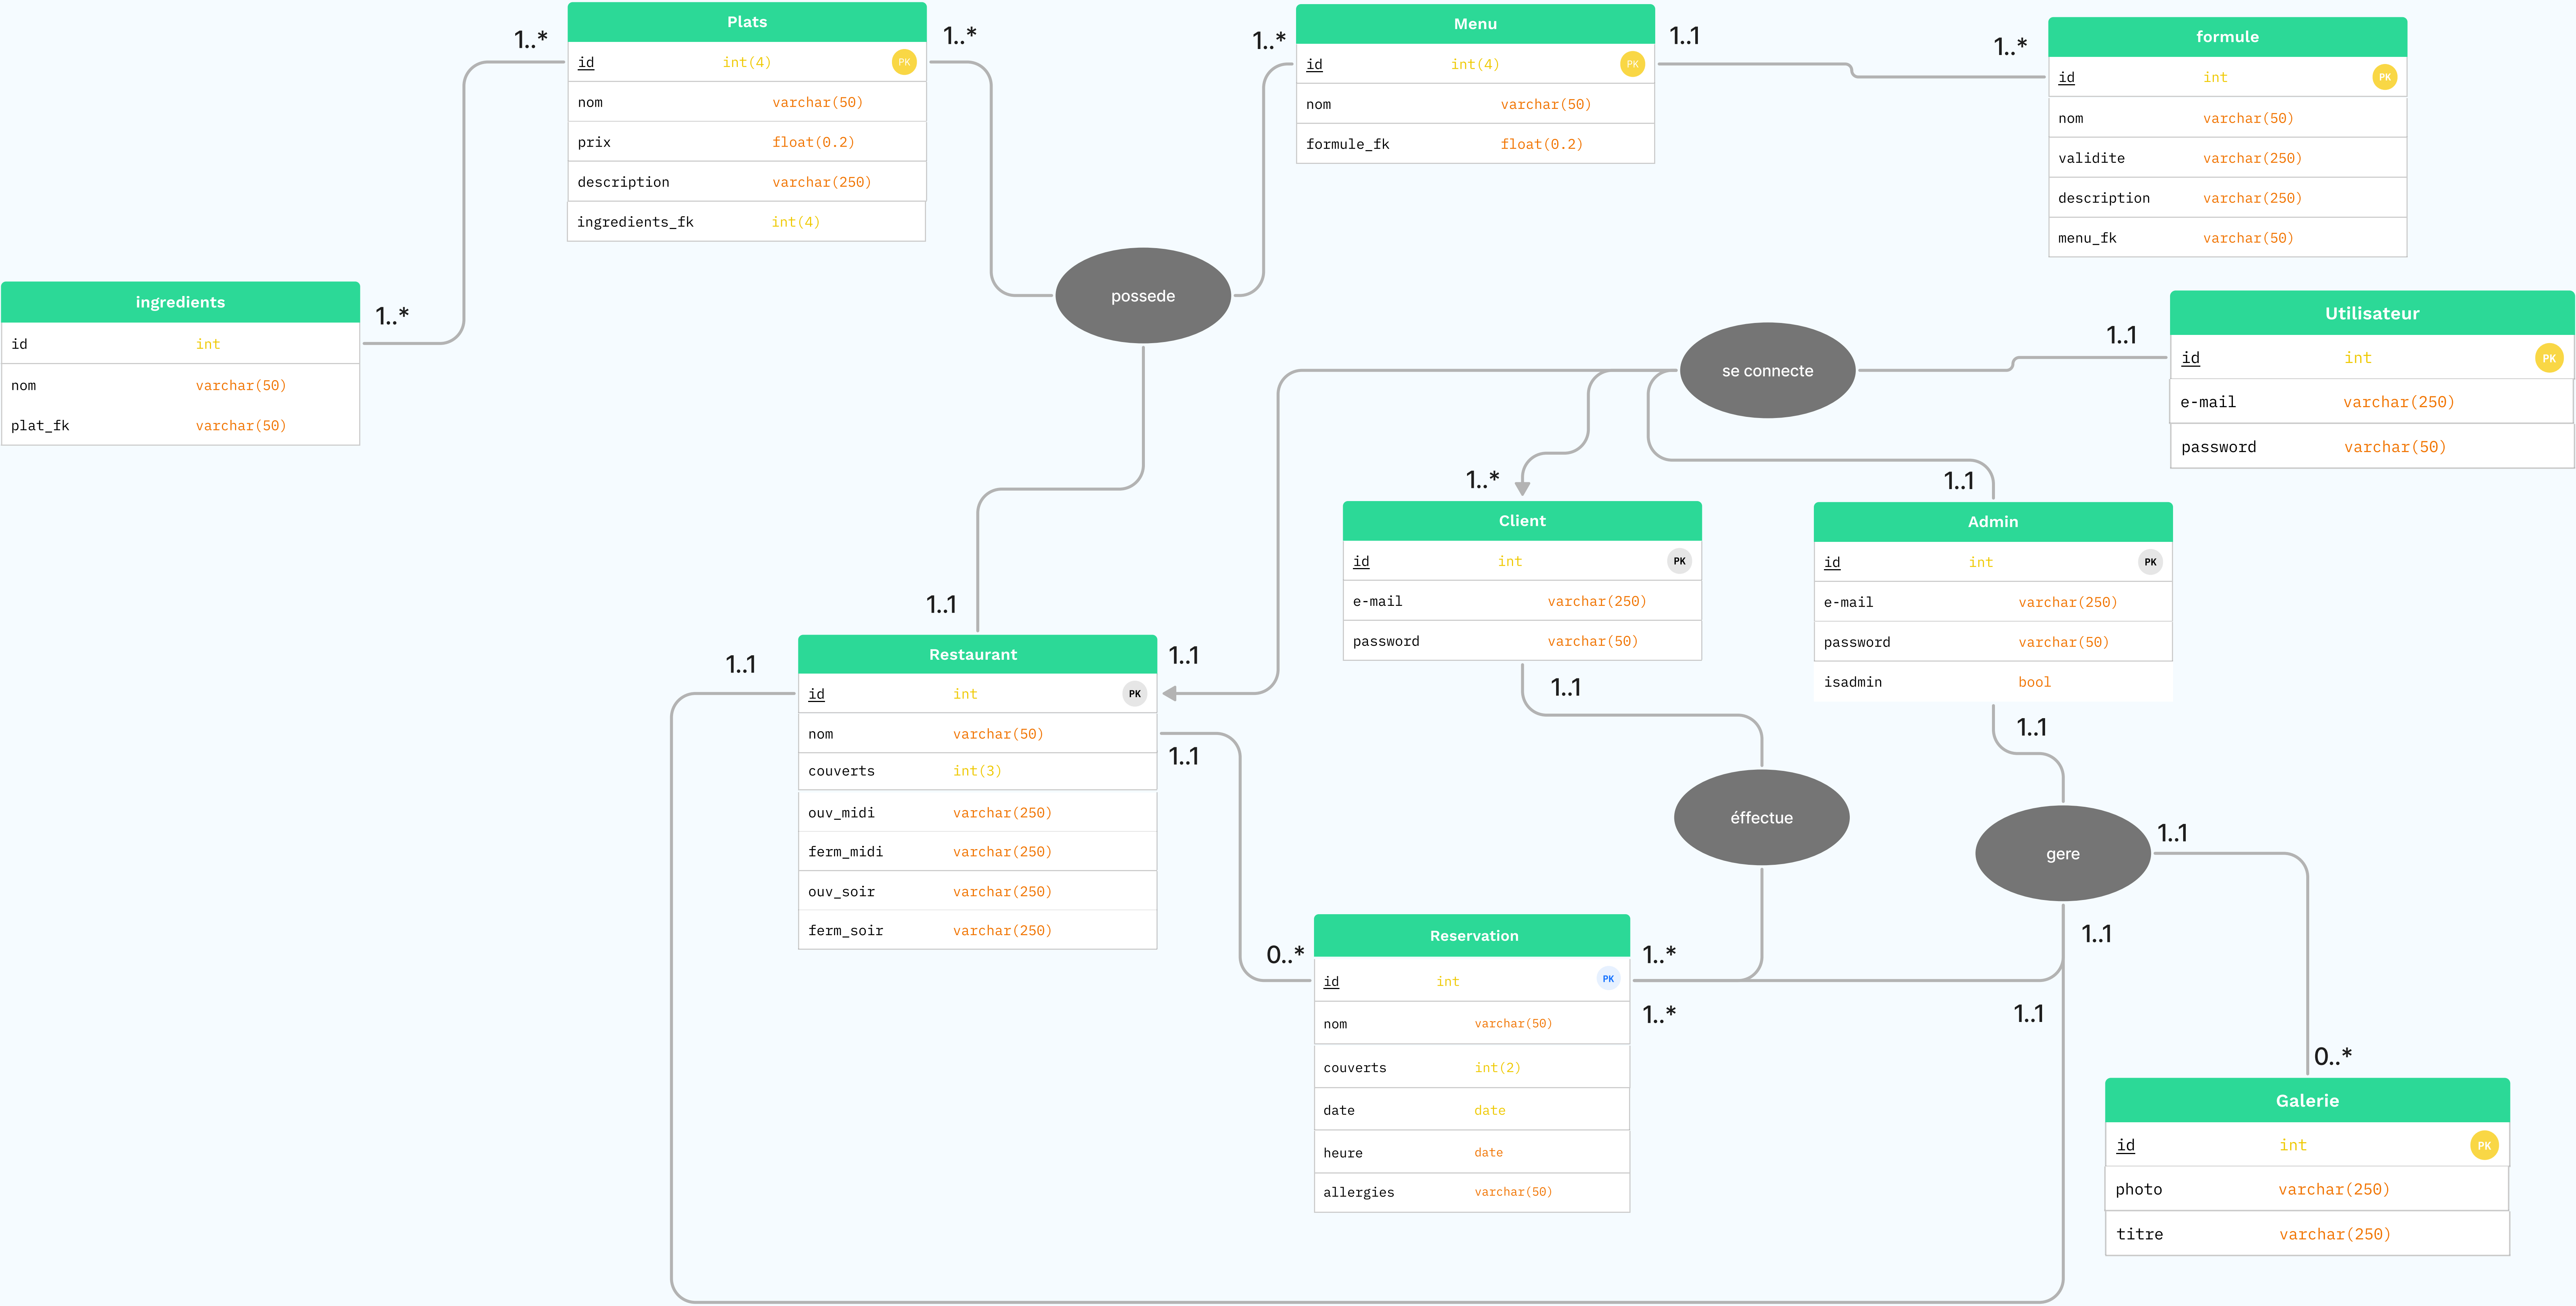 Plats
id int(4) PK
nom varchar(50)
prix float(0.2)
description varchar(250)
ingredients_fk int(4)
1..*
1..*
Menu
id int(4) PK
nom varchar(50)
formule_fk float(0.2)
1..*
1..1
formule
id int PK
nom varchar(50)
validite varchar(250)
description varchar(250)
menu_fk varchar(50)
1..*
ingredients
id int
nom varchar(50)
plat_fk varchar(50)
1..*
possede
se connecte
1..1
Utilisateur
id int PK
e-mail varchar(250)
password varchar(50)
1..*
Client
id int PK
e-mail varchar(250)
password varchar(50)
1..1
1..1
Admin
id int PK
e-mail varchar(250)
password varchar(50)
isadmin bool
1..1
1..1
1..1
1..1
Restaurant
id int PK
nom varchar(50)
couverts int(3)
ouv_midi varchar(250)
ferm_midi varchar(250)
ouv_soir varchar(250)
ferm_soir varchar(250)
1..1
éffectue
gere
1..1
1..1
1..1
0..*
Reservation
id int PK
nom varchar(50)
couverts int(2)
date date
heure date
allergies varchar(50)
1..*
1..*
0..*
Galerie
id int PK
photo varchar(250)
titre varchar(250)